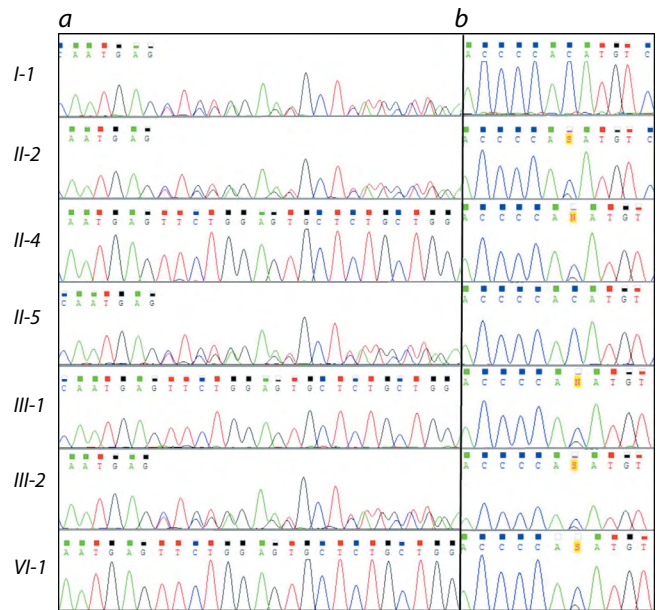 a b
I-1 C A A T G A G A C C C C A C A T G T C
II-2 A A T G A G A C C C C A S A T G T C
II-4 A A T G A G T T C T G G A G T G C T C T G C T G G A C C C C A N A T G T
II-5 C A A T G A G A C C C C A C A T G T
III-1 C A A T G A G T T C T G G A G T G C T C T G C T G G A C C C C A N A T G T
III-2 A A T G A G A C C C C A S A T G T
VI-1 A A T G A G T T C T G G A G T G C T C T G C T G G A C C C C A S A T G T